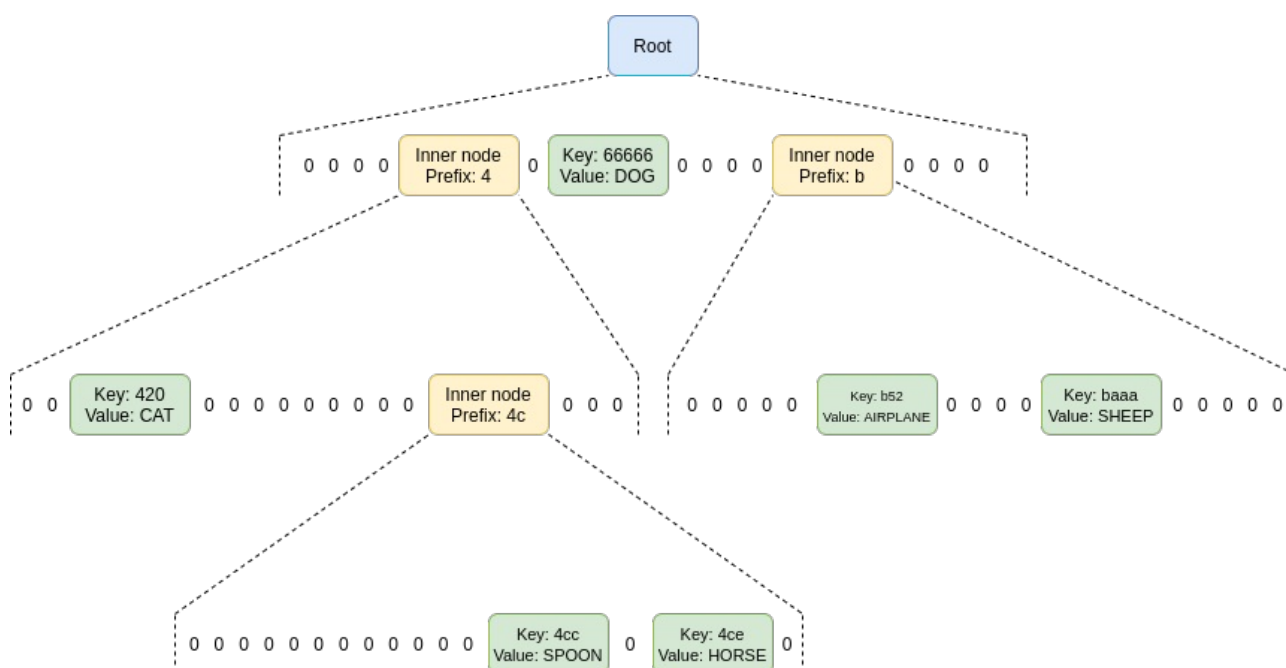 Root
0 0 0 0 Inner node 0 Key: 66666 0 0 0 0 Inner node 0 0 0 0
Prefix: 4 Value: DOG Prefix: b
0 0 Key: 420 0 0 0 0 0 0 0 0 0 Inner node 0 0 0 0 0 0 0 0 Key: b52 0 0 0 0 Key: baaa 0 0 0 0 0
Value: CAT Prefix: 4c Value: AIRPLANE Value: SHEEP
0 0 0 0 0 0 0 0 0 0 0 0 Key: 4cc 0 Key: 4ce 0
Value: SPOON Value: HORSE